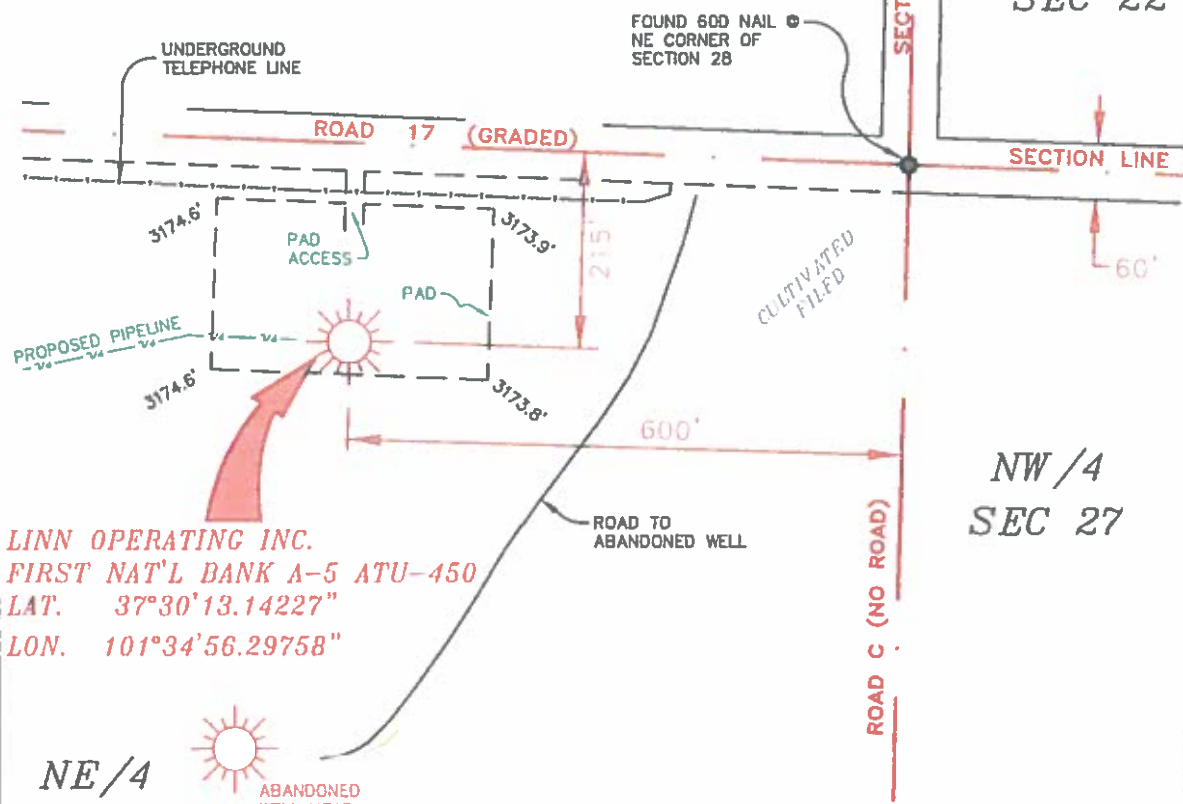 SEC 22
FOUND 60D NAIL @
NE CORNER OF
SECTION 28
UNDERGROUND
TELEPHONE LINE
ROAD 17 (GRADED)
SECTION LINE
3174.6'
PAD
ACCESS
3173.9'
215'
CULTIVATED
FILED
60'
PAD
PROPOSED PIPELINE
3174.6'
3173.8'
600'
NW/4
SEC 27
ROAD TO
ABANDONED WELL
LINN OPERATING INC.
FIRST NAT'L BANK A-5 ATU-450
LAT. 37°30'13.14227"
LON. 101°34'56.29758"
ROAD C (NO ROAD)
NE/4
ABANDONED